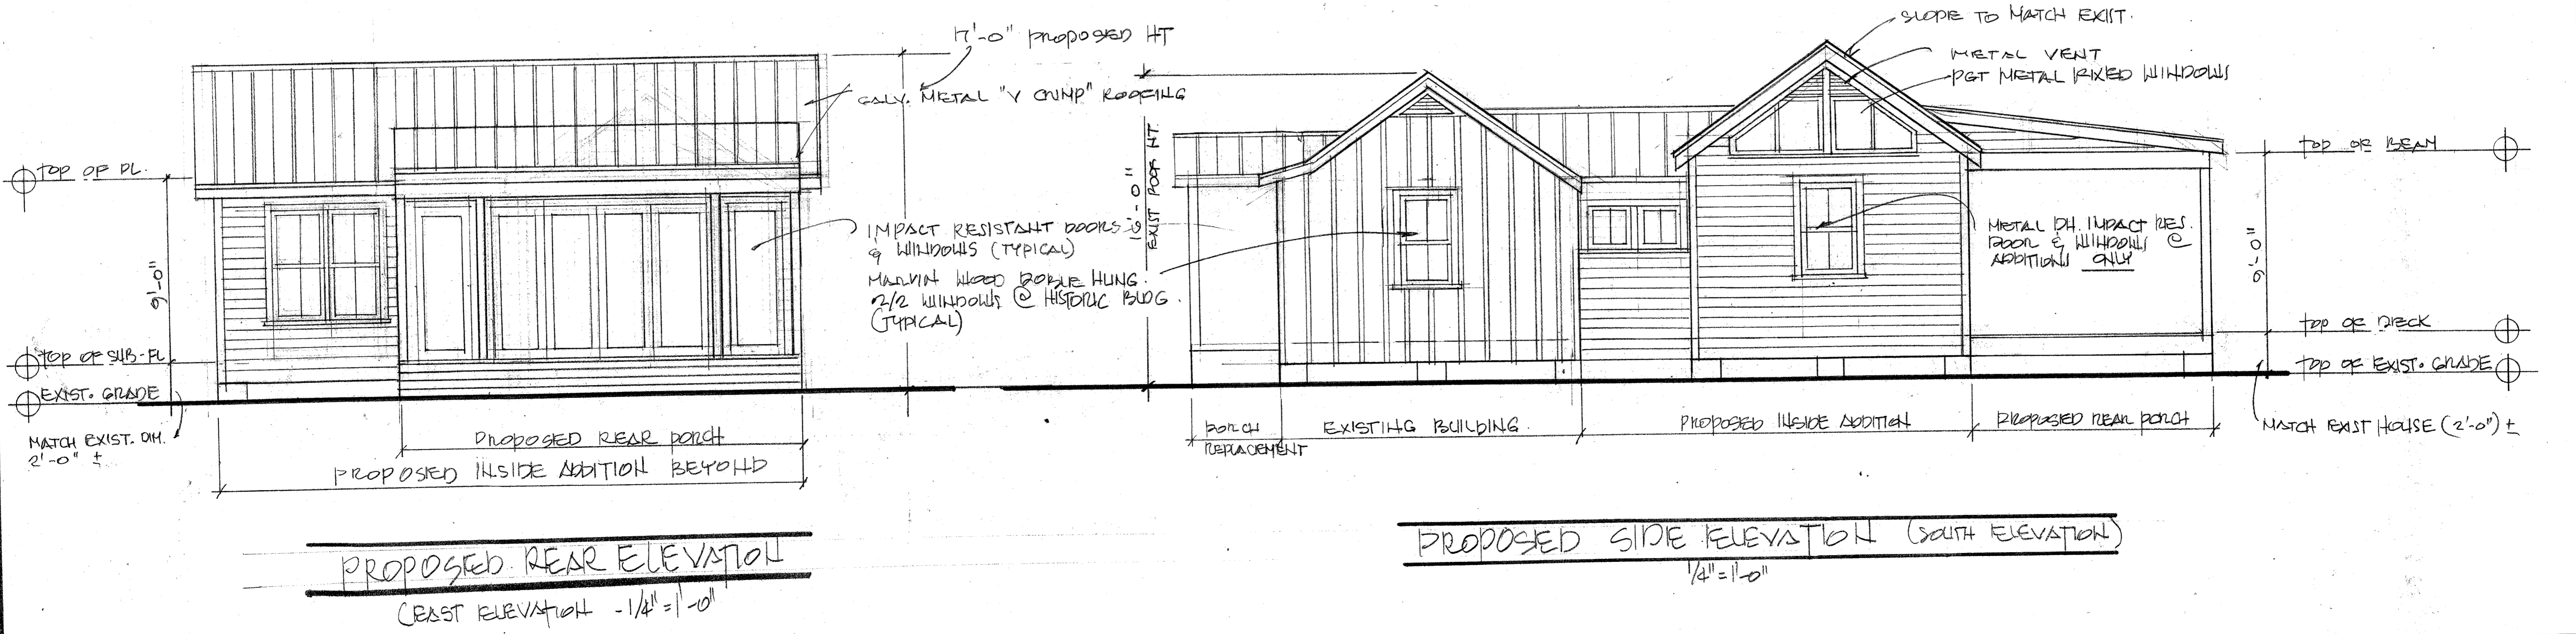 17'-0" PROPOSED HT
GALV. METAL "V CRIMP" ROOFING
TOP OF PL.
9'-0"
TOP OF SUB-FL
EXIST. GRADE
MATCH EXIST. DIM.
2'-0" ±
IMPACT RESISTANT DOORS
& WINDOWS (TYPICAL)
MARVIN WOOD DOBLE HUNG
2/2 WINDOWS @ HISTORIC BLDG.
(TYPICAL)
PROPOSED REAR PORCH
PROPOSED INSIDE ADDITION BEYOND
PROPOSED REAR ELEVATION
(EAST ELEVATION - 1/4"=1'-0"
16'-0"
EXIST ROOF HT.
SLOPE TO MATCH EXIST.
METAL VENT
PGT METAL FIXED WINDOWS
METAL DH. IMPACT RES.
DOOR & WINDOWS @
ADDITIONS ONLY
TOP OF BEAM
9'-0"
TOP OF DECK
TOP OF EXIST. GRADE
MATCH EXIST HOUSE (2'-0") ±
PORCH
REPLACEMENT
EXISTING BUILDING.
PROPOSED INSIDE ADDITION
PROPOSED REAR PORCH
PROPOSED SIDE ELEVATION (SOUTH ELEVATION)
1/4"=1'-0"